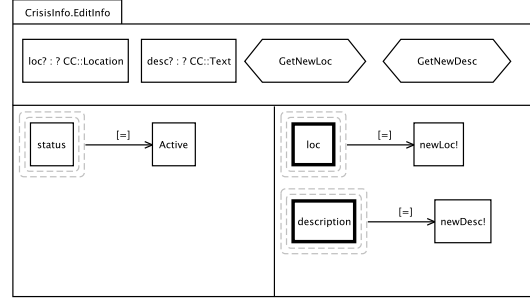 CrisisInfo.EditInfo
loc? : ? CC::Location
desc? : ? CC::Text
GetNewLoc
GetNewDesc
status
[=]
Active
loc
[=]
newLoc!
description
[=]
newDesc!